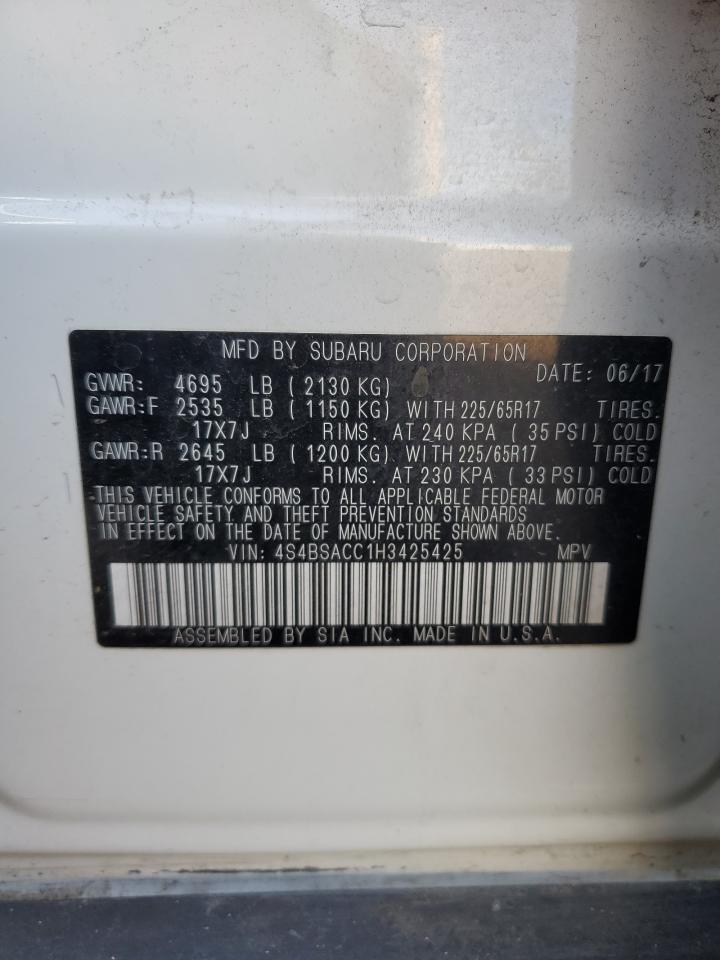 MFD BY SUBARU CORPORATION
DATE: 06/17
GVWR: 4695 LB ( 2130 KG)
GAWR:F 2535 LB ( 1150 KG) WITH 225/65R17 TIRES.
17X7J RIMS. AT 240 KPA ( 35 PSI) COLD
GAWR:R 2645 LB ( 1200 KG) WITH 225/65R17 TIRES.
17X7J RIMS. AT 230 KPA ( 33 PSI) COLD
THIS VEHICLE CONFORMS TO ALL APPLICABLE FEDERAL MOTOR
VEHICLE SAFETY AND THEFT PREVENTION STANDARDS
IN EFFECT ON THE DATE OF MANUFACTURE SHOWN ABOVE.
VIN: 4S4BSACC1H3425425 MPV
ASSEMBLED BY SIA INC. MADE IN U.S.A.